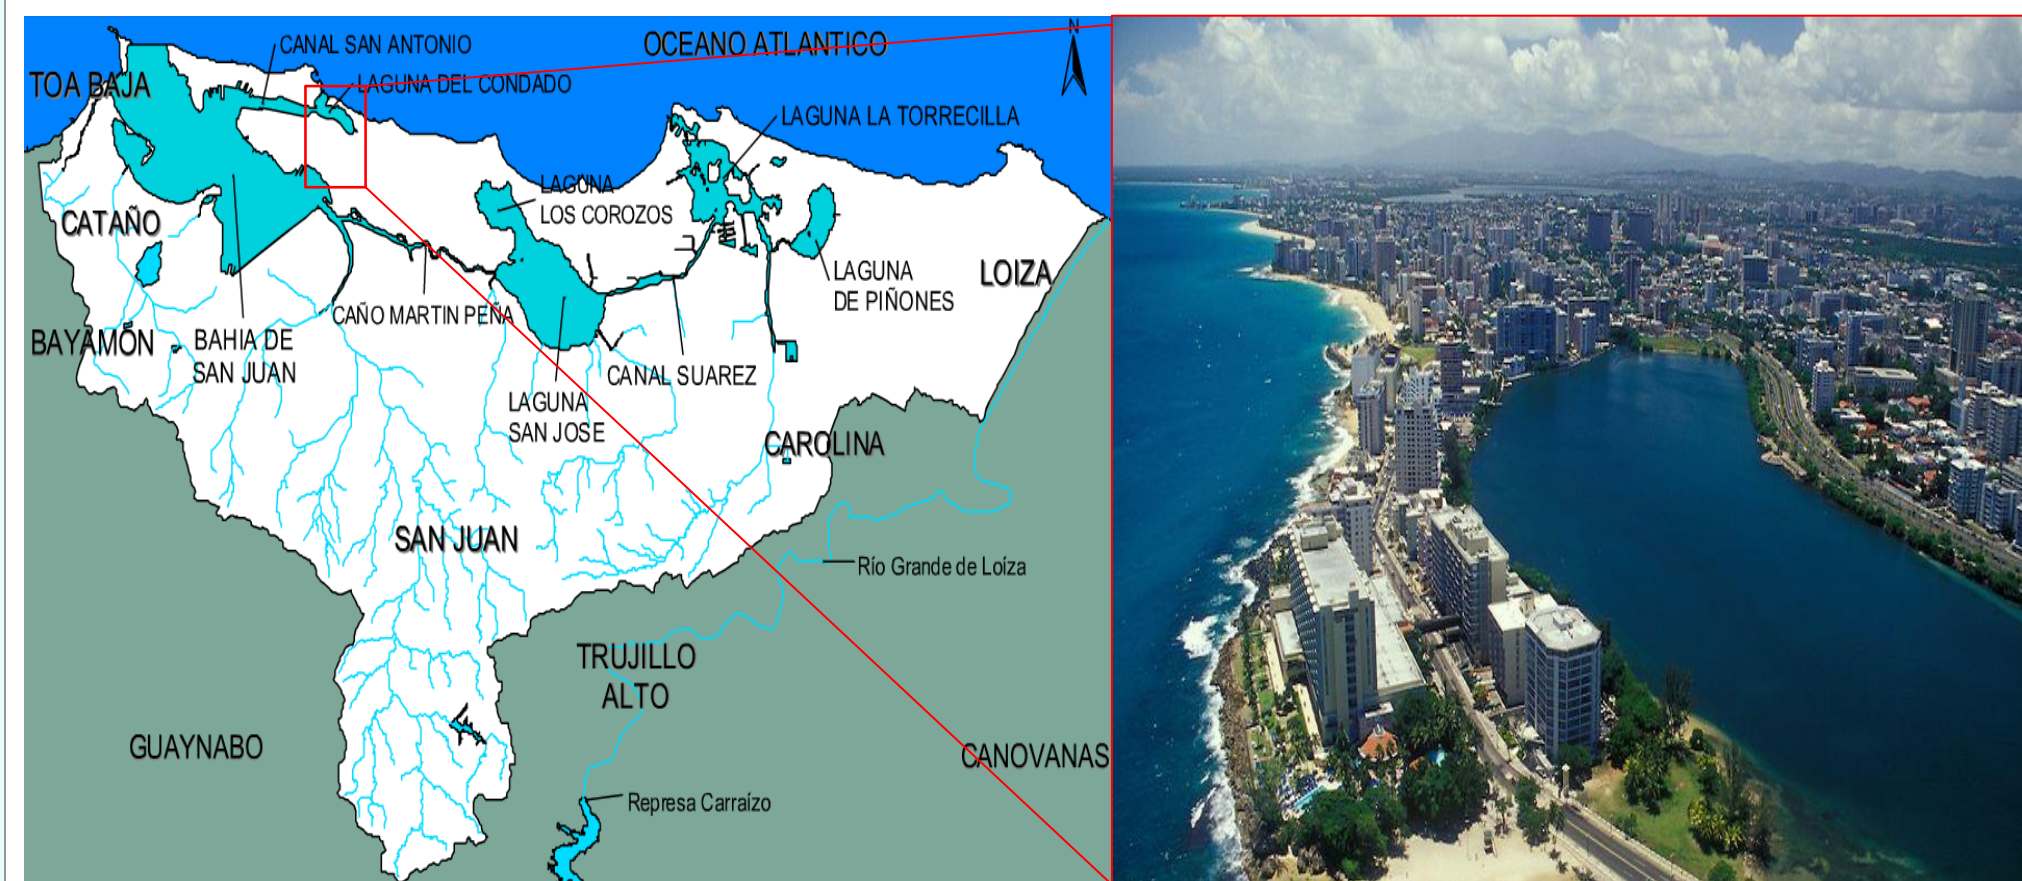 CANAL SAN ANTONIO
OCEANO ATLANTICO
N
TOA BAJA
LAGUNA DEL CONDADO
LAGUNA LA TORRECILLA
LAGUNA
LOS COROZOS
CATAÑO
LAGUNA
DE PIÑONES
LOIZA
CAÑO MARTIN PEÑA
BAYAMÓN
BAHIA DE
SAN JUAN
CANAL SUAREZ
LAGUNA
SAN JOSE
CAROLINA
SAN JUAN
Río Grande de Loíza
TRUJILLO
ALTO
GUAYNABO
CANOVANAS
Represa Carraízo